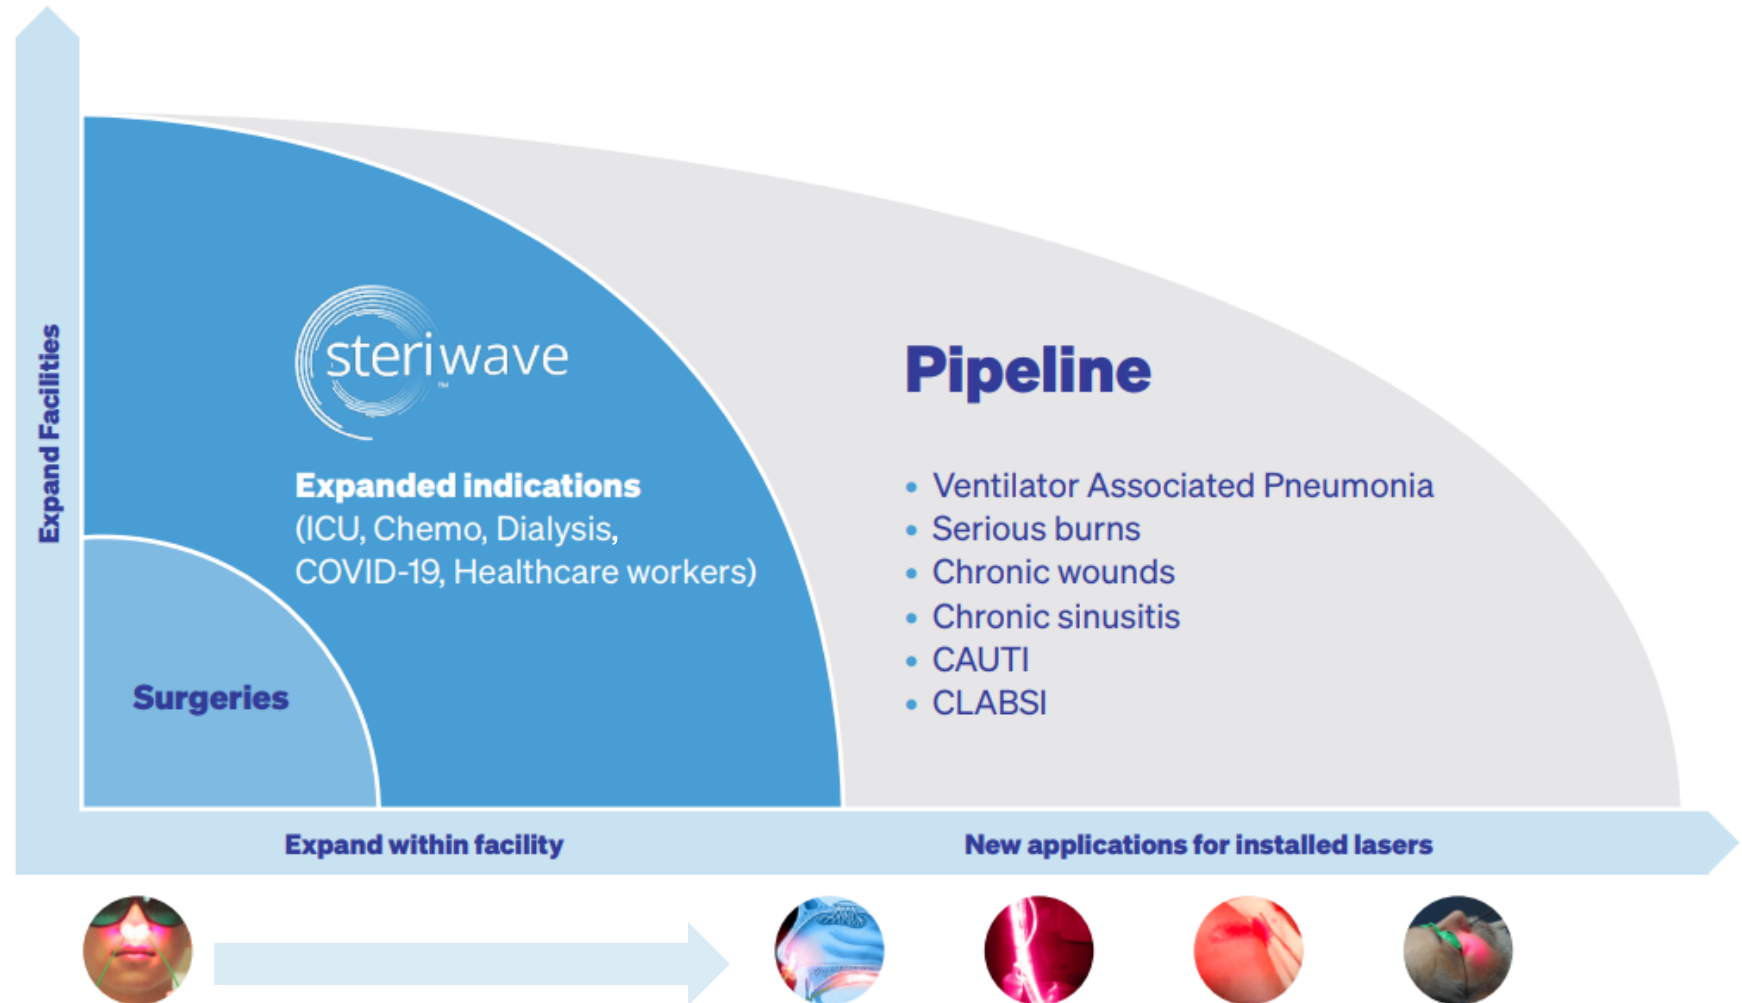 Expand Facilities
steriwave
™
Expanded indications
(ICU, Chemo, Dialysis,
COVID-19, Healthcare workers)
Surgeries
Pipeline
• Ventilator Associated Pneumonia
• Serious burns
• Chronic wounds
• Chronic sinusitis
• CAUTI
• CLABSI
Expand within facility
New applications for installed lasers